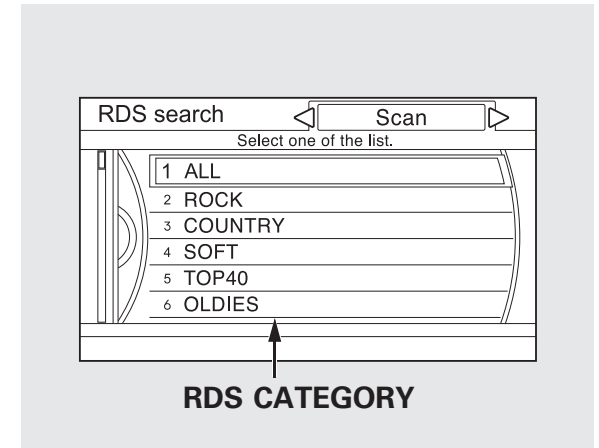 RDS search
Scan
Select one of the list.
1 ALL
2 ROCK
3 COUNTRY
4 SOFT
5 TOP40
6 OLDIES
RDS CATEGORY